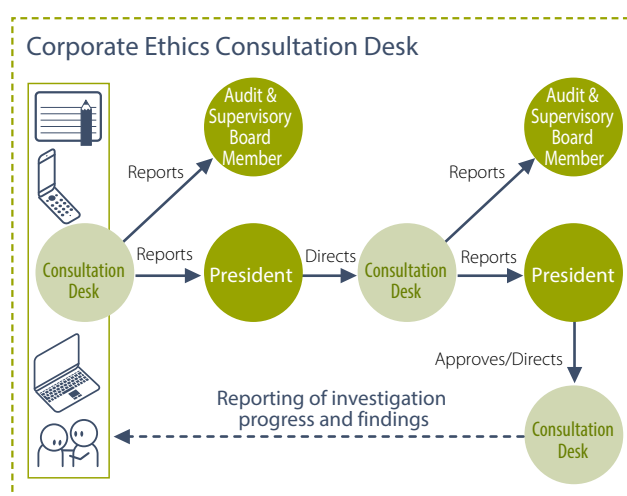 Corporate Ethics Consultation Desk
Audit &
Supervisory
Board
Member
Audit &
Supervisory
Board
Member
Reports
Reports
Consultation
Desk
Reports
President
Directs
Consultation
Desk
Reports
President
Approves/Directs
Reporting of investigation
progress and findings
Consultation
Desk